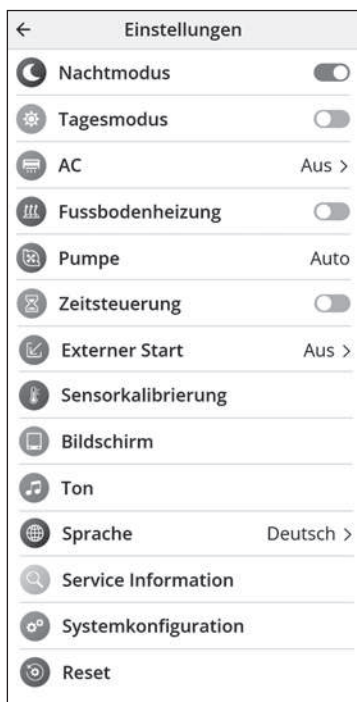 ← Einstellungen
Nachtmodus
Tagesmodus
AC Aus >
Fussbodenheizung
Pumpe Auto
Zeitsteuerung
Externer Start Aus >
Sensorkalibrierung
Bildschirm
Ton
Sprache Deutsch >
Service Information
Systemkonfiguration
Reset